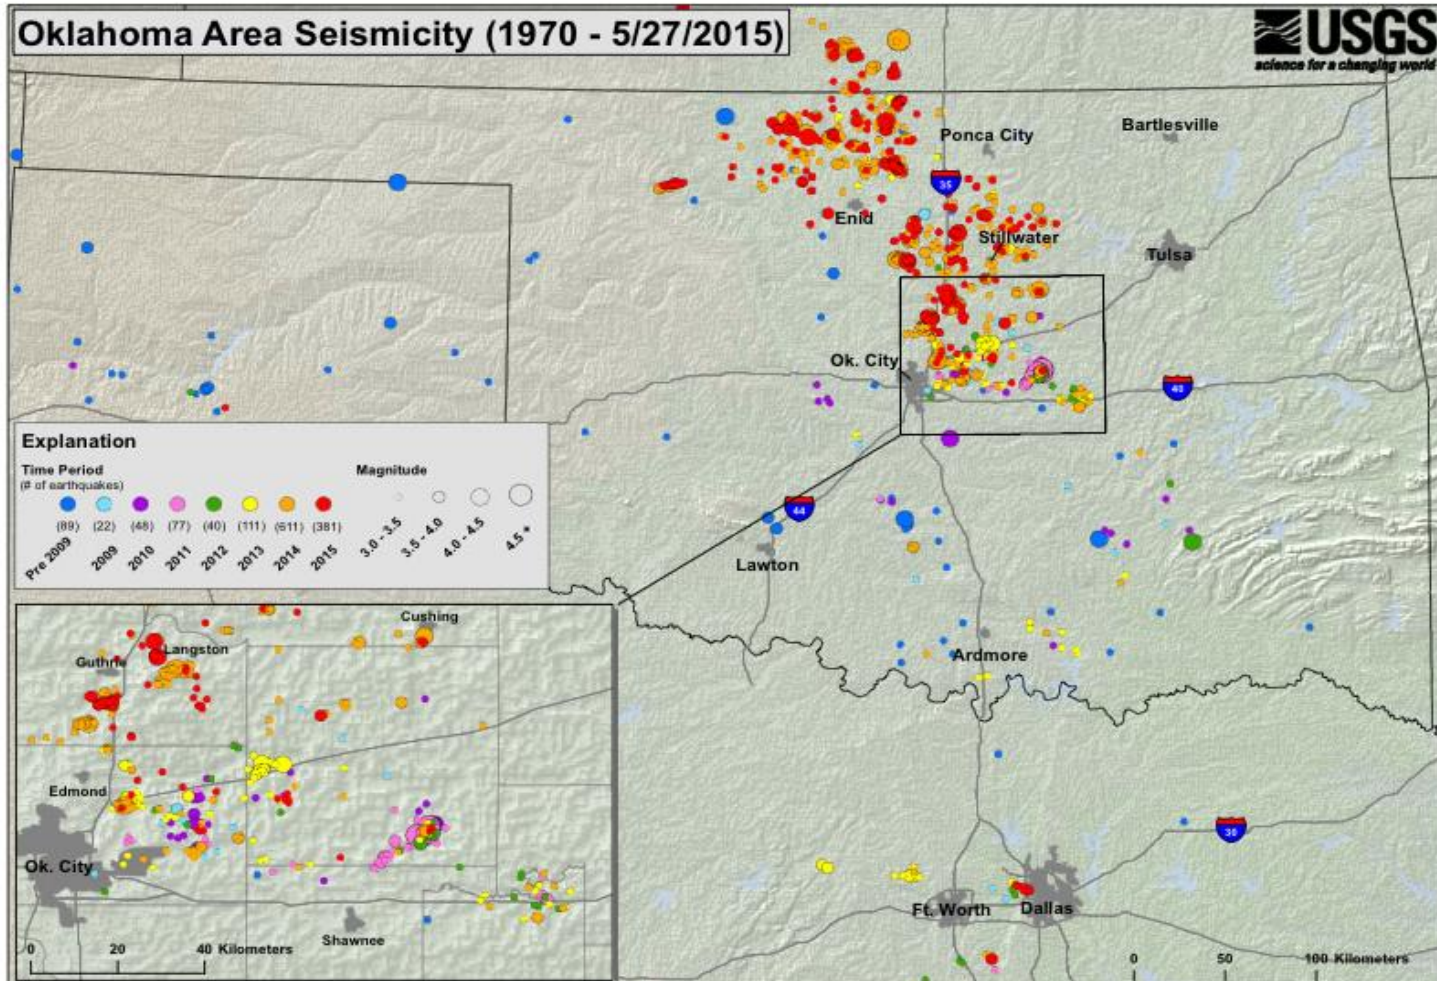 Oklahoma Area Seismicity (1970 - 5/27/2015)
USGS
science for a changing world
Ponca City
Bartlesville
35
Enid
Stillwater
Tulsa
Ok. City
40
Explanation
Time Period
(# of earthquakes)
Magnitude
(89) (22) (48) (77) (40) (111) (611) (381)
Pre 2009 2009 2010 2011 2012 2013 2014 2015
3.0 - 3.5 3.5 - 4.0 4.0 - 4.5 4.5 +
44
Lawton
Ardmore
Cushing
Langston
Guthrie
Edmond
Ok. City
Shawnee
0 20 40 Kilometers
30
Ft. Worth
Dallas
0 50 100 Kilometers